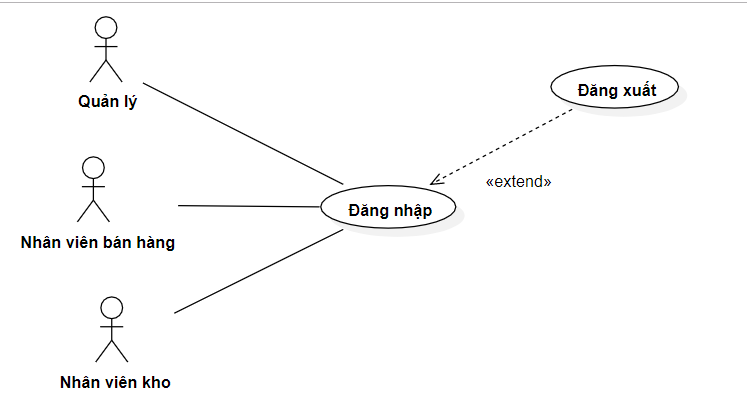 Quản lý
Đăng xuất
«extend»
Đăng nhập
Nhân viên bán hàng
Nhân viên kho